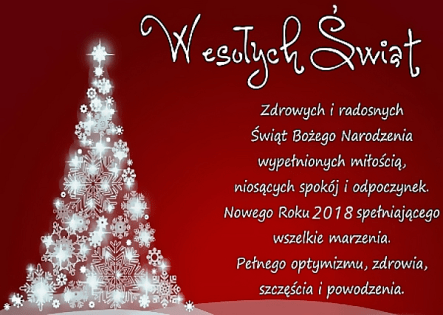 Wesołych Świąt
Zdrowych i radosnych
Świąt Bożego Narodzenia
wypełnionych miłością,
niosących spokój i odpoczynek.
Nowego Roku 2018 spełniającego
wszelkie marzenia.
Pełnego optymizmu, zdrowia,
szczęścia i powodzenia.